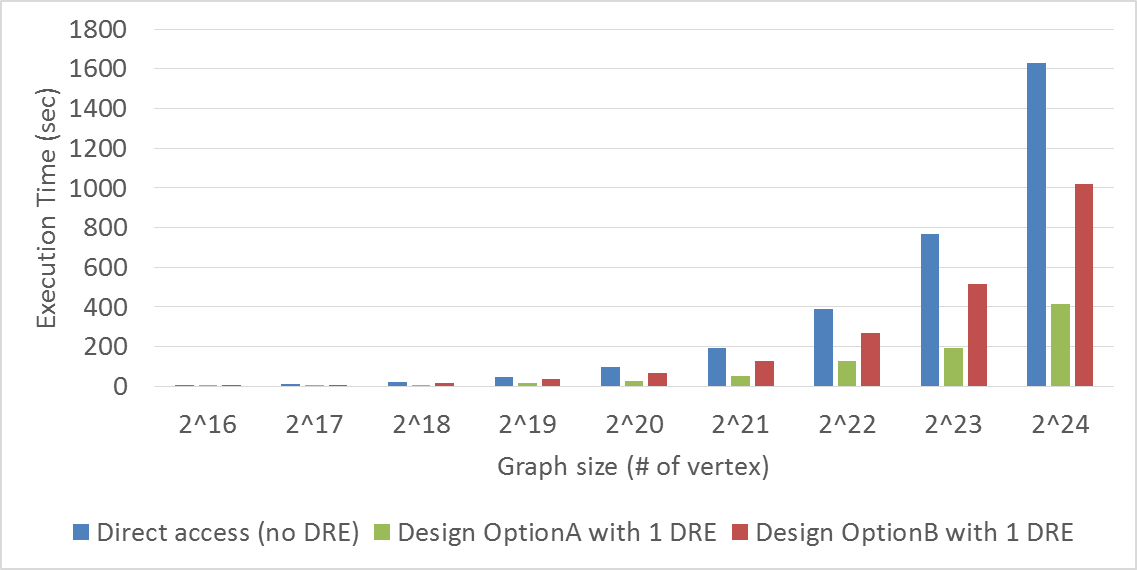 1800
1600
1400
1200
1000
800
600
400
200
0
Execution Time (sec)
2^16 2^17 2^18 2^19 2^20 2^21 2^22 2^23 2^24
Graph size (# of vertex)
Direct access (no DRE) Design OptionA with 1 DRE Design OptionB with 1 DRE